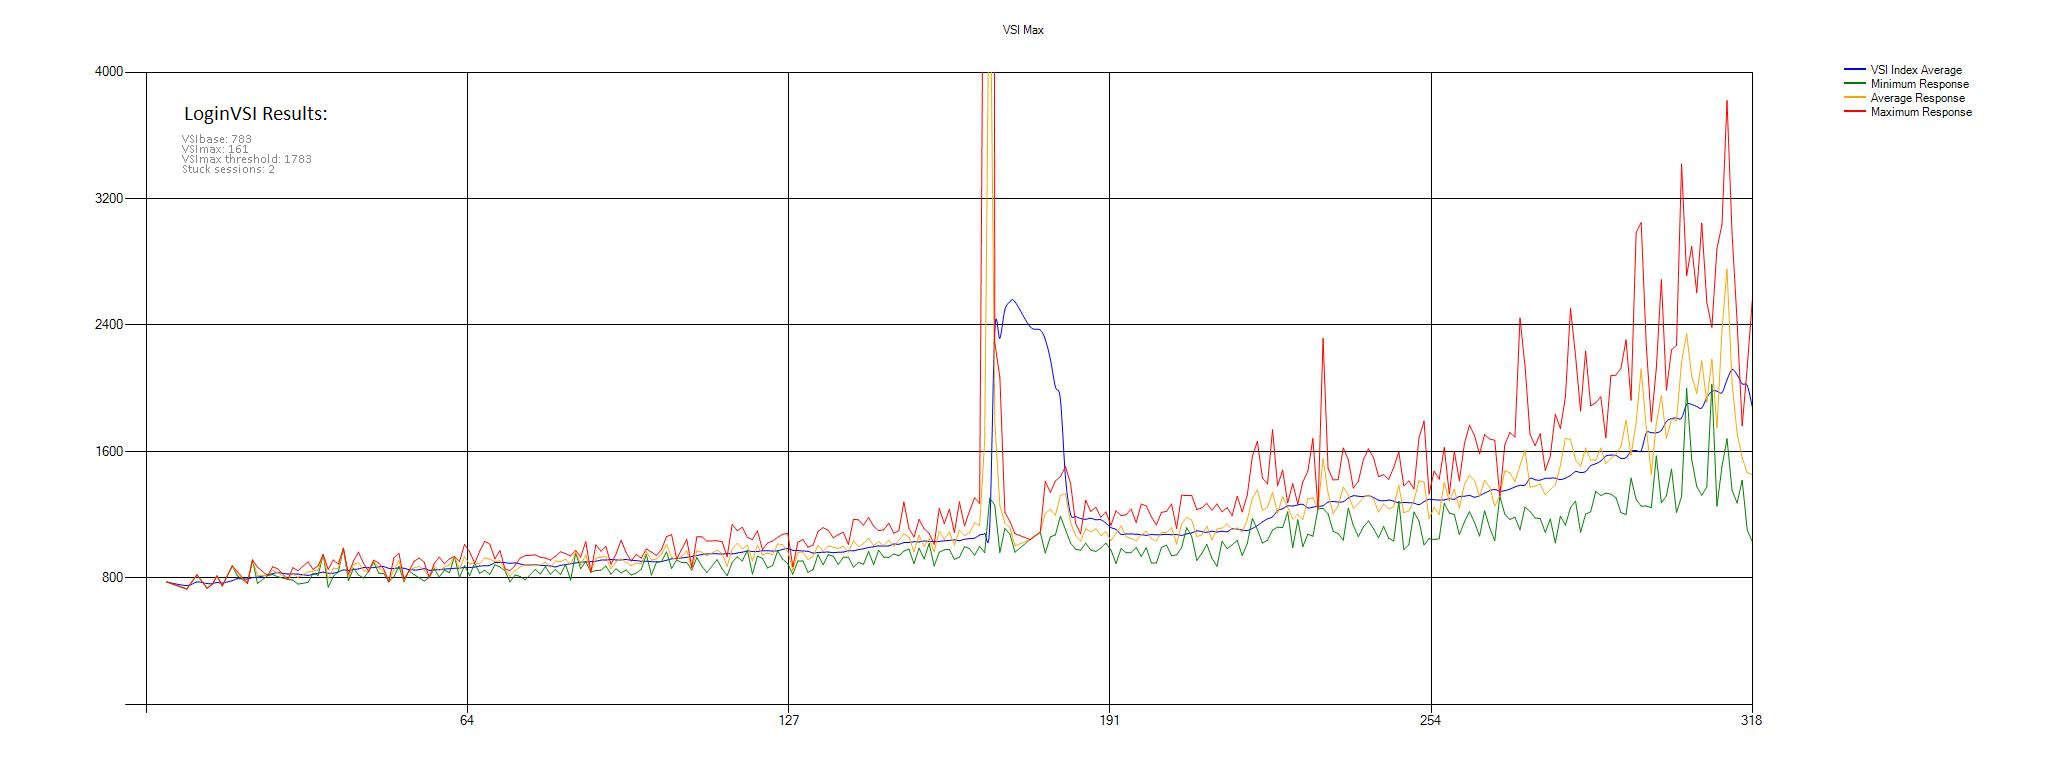 VSI Max
4000
3200
2400
1600
800
64
127
191
254
318
LoginVSI Results:
VSIbase: 783
VSImax: 161
VSImax threshold: 1783
Stuck sessions: 2
VSI Index Average
Minimum Response
Average Response
Maximum Response